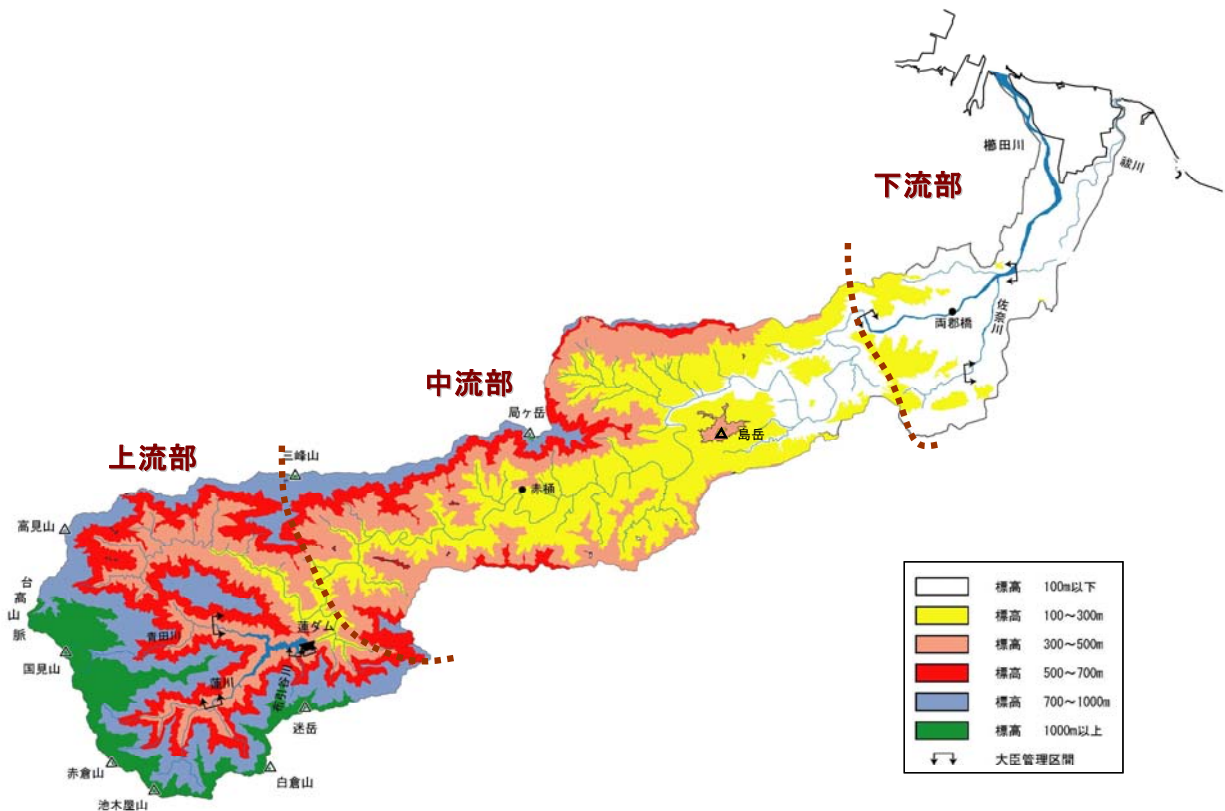 櫛田川
祓川
下流部
佐奈川
両郡橋
中流部
局ヶ岳
島岳
上流部
三峰山
赤桶
高見山
台高山脈
青田川
蓮ダム
国見山
蓮川
布引谷川
迷岳
赤倉山
白倉山
池木屋山
標高 100m以下
標高 100~300m
標高 300~500m
標高 500~700m
標高 700~1000m
標高 1000m以上
大臣管理区間